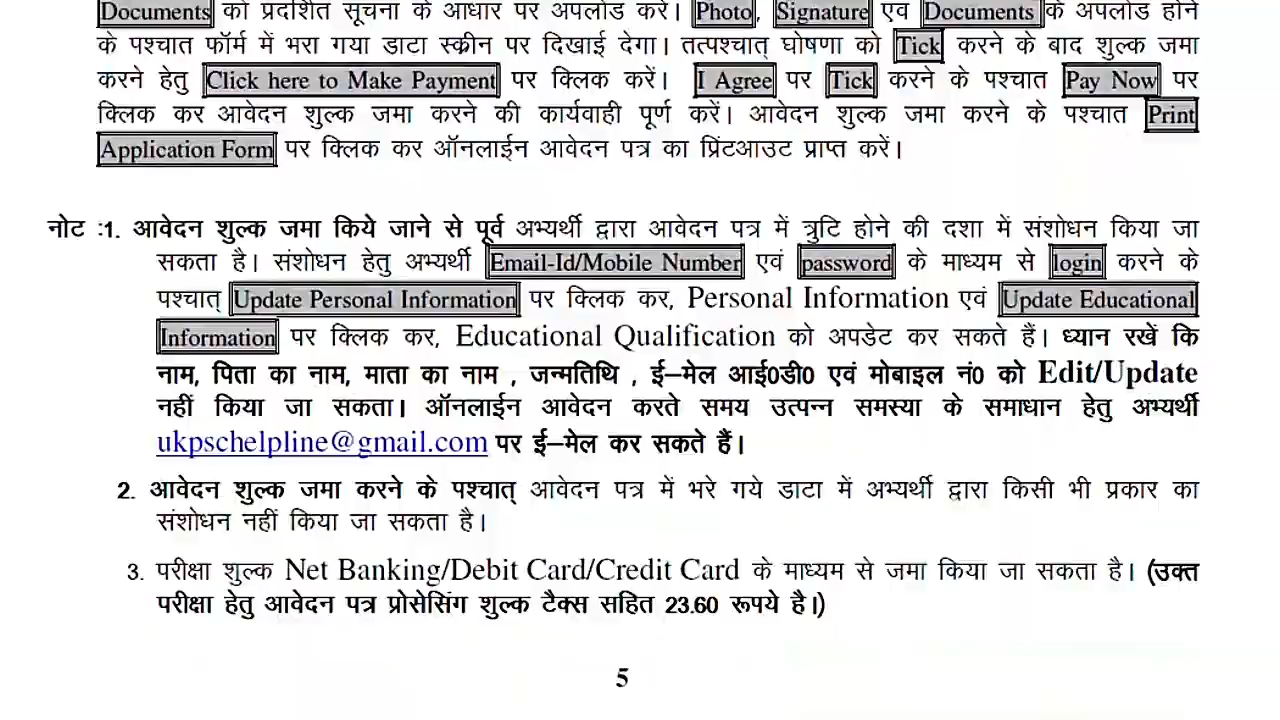 Documents को प्रदर्शित सूचना के आधार पर अपलोड करें। Photo, Signature एवं Documents के अपलोड होने
के पश्चात फॉर्म में भरा गया डाटा स्क्रीन पर दिखाई देगा। तत्पश्चात् घोषणा को Tick करने के बाद शुल्क जमा
करने हेतु Click here to Make Payment पर क्लिक करें। I Agree पर Tick करने के पश्चात Pay Now पर
क्लिक कर आवेदन शुल्क जमा करने की कार्यवाही पूर्ण करें। आवेदन शुल्क जमा करने के पश्चात Print
Application Form पर क्लिक कर ऑनलाईन आवेदन पत्र का प्रिंटआउट प्राप्त करें।
नोट :1. आवेदन शुल्क जमा किये जाने से पूर्व अभ्यर्थी द्वारा आवेदन पत्र में त्रुटि होने की दशा में संशोधन किया जा
सकता है। संशोधन हेतु अभ्यर्थी Email-Id/Mobile Number एवं password के माध्यम से login करने के
पश्चात् Update Personal Information पर क्लिक कर, Personal Information एवं Update Educational
Information पर क्लिक कर, Educational Qualification को अपडेट कर सकते हैं। ध्यान रखें कि
नाम, पिता का नाम, माता का नाम , जन्मतिथि , ई–मेल आई0डी0 एवं मोबाइल नं0 को Edit/Update
नहीं किया जा सकता। ऑनलाईन आवेदन करते समय उत्पन्न समस्या के समाधान हेतु अभ्यर्थी
ukpschelpline@gmail.com पर ई–मेल कर सकते हैं।
2. आवेदन शुल्क जमा करने के पश्चात् आवेदन पत्र में भरे गये डाटा में अभ्यर्थी द्वारा किसी भी प्रकार का
संशोधन नहीं किया जा सकता है।
3. परीक्षा शुल्क Net Banking/Debit Card/Credit Card के माध्यम से जमा किया जा सकता है। (उक्त
परीक्षा हेतु आवेदन पत्र प्रोसेसिंग शुल्क टैक्स सहित 23.60 रूपये है।)
5